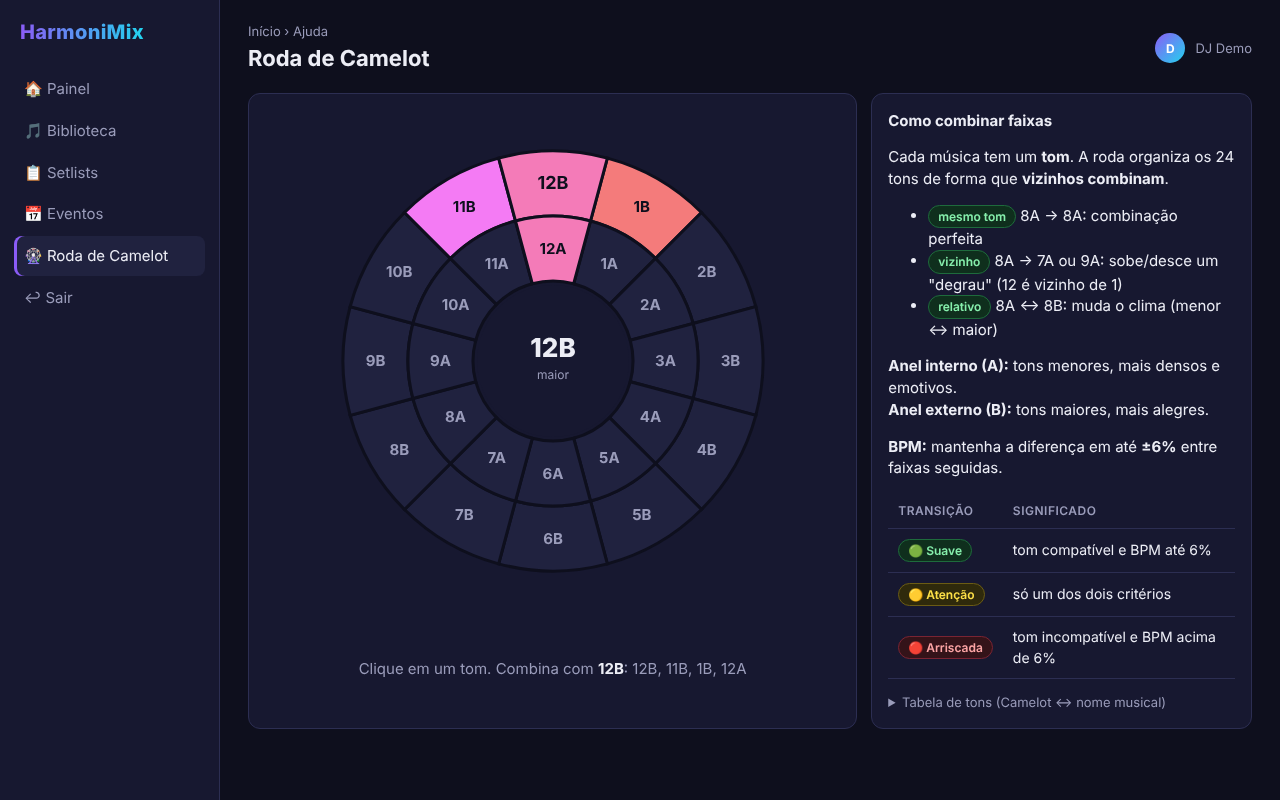 HarmoniMix
🏠 Painel
🎵 Biblioteca
📋 Setlists
📅 Eventos
🎡 Roda de Camelot
↩ Sair
Início › Ajuda
Roda de Camelot
D
DJ Demo
12B
11B
1B
12A
11A
1A
10B
2B
10A
2A
12B
maior
9B
9A
3A
3B
8A
4A
8B
4B
7A
5A
6A
7B
5B
6B
Clique em um tom. Combina com 12B: 12B, 11B, 1B, 12A
Como combinar faixas
Cada música tem um tom. A roda organiza os 24
tons de forma que vizinhos combinam.
• mesmo tom 8A → 8A: combinação
perfeita
• vizinho 8A → 7A ou 9A: sobe/desce um
"degrau" (12 é vizinho de 1)
• relativo 8A ↔ 8B: muda o clima (menor
↔ maior)
Anel interno (A): tons menores, mais densos e
emotivos.
Anel externo (B): tons maiores, mais alegres.
BPM: mantenha a diferença em até ±6% entre
faixas seguidas.
TRANSIÇÃO SIGNIFICADO
🟢 Suave tom compatível e BPM até 6%
🟡 Atenção só um dos dois critérios
🔴 Arriscada tom incompatível e BPM acima
de 6%
▶ Tabela de tons (Camelot ↔ nome musical)